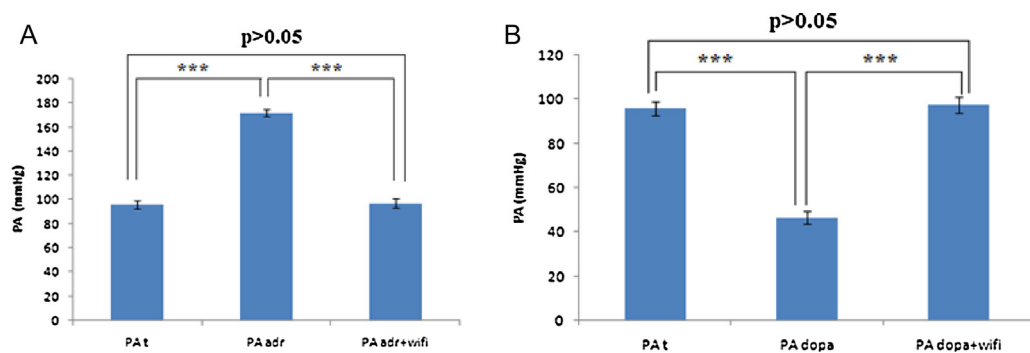 A
p>0.05
*** ***
200
180
160
140
120
100
80
60
40
20
0
PA (mmHg)
PA t PA adr PA adr+wifi
B
p>0.05
*** ***
120
100
80
60
40
20
0
PA (mmHg)
PA t PA dopa PA dopa+wifi